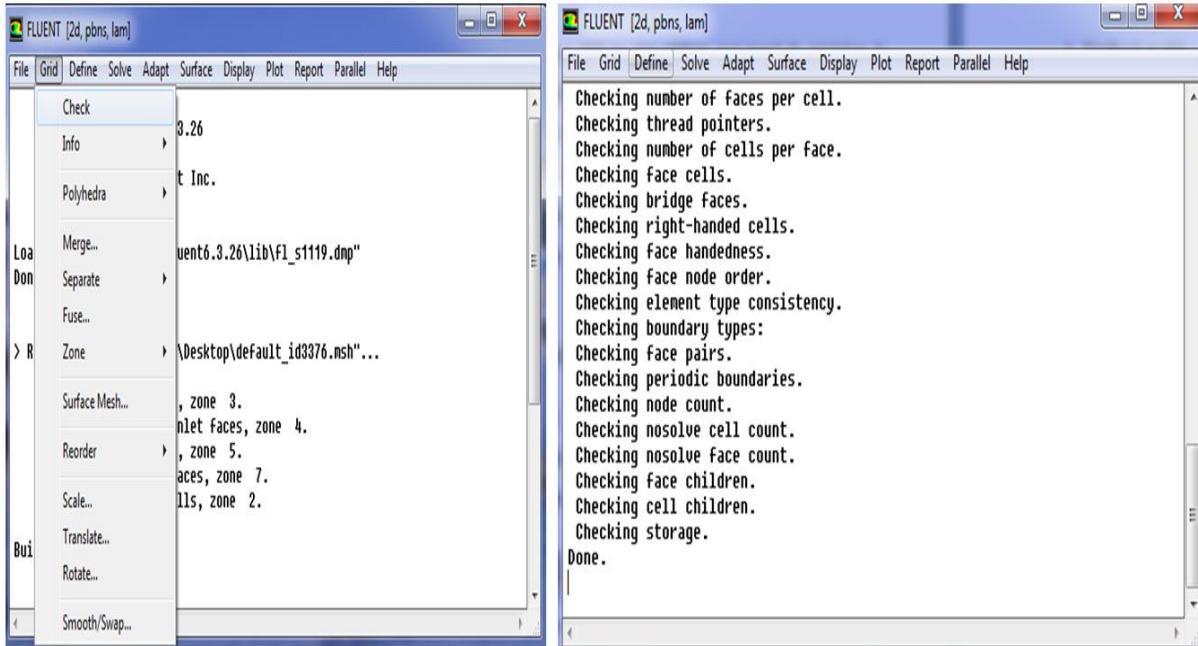 FLUENT [2d, pbns, lam]
File Grid Define Solve Adapt Surface Display Plot Report Parallel Help
Check
Info
Polyhedra
Merge...
Separate
Fuse...
Zone
Surface Mesh...
Reorder
Scale...
Translate...
Rotate...
Smooth/Swap...
3.26
t Inc.
Loa uent6.3.26\lib\fl_s1119.dmp"
Don
> R \Desktop\default_id3376.msh"...
, zone 3.
nlet faces, zone 4.
, zone 5.
aces, zone 7.
lls, zone 2.
Bui
FLUENT [2d, pbns, lam]
File Grid Define Solve Adapt Surface Display Plot Report Parallel Help
Checking number of faces per cell.
Checking thread pointers.
Checking number of cells per face.
Checking face cells.
Checking bridge faces.
Checking right-handed cells.
Checking face handedness.
Checking face node order.
Checking element type consistency.
Checking boundary types:
Checking face pairs.
Checking periodic boundaries.
Checking node count.
Checking nosolve cell count.
Checking nosolve face count.
Checking face children.
Checking cell children.
Checking storage.
Done.